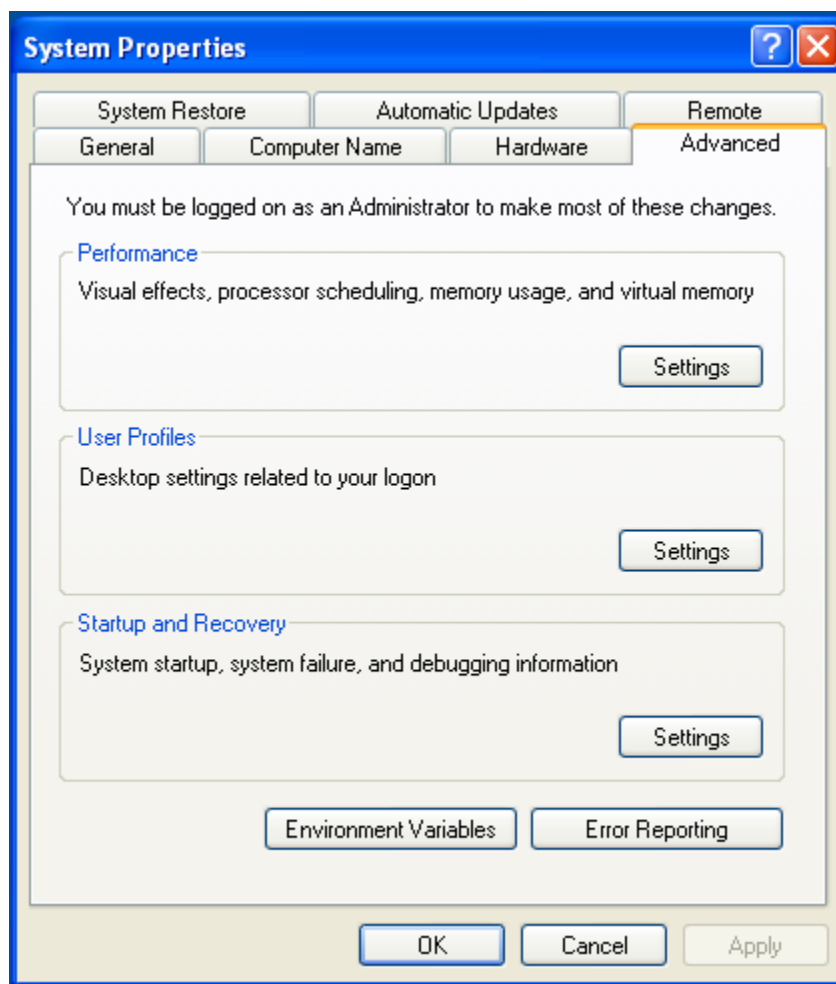 System Properties
System Restore Automatic Updates Remote
General Computer Name Hardware Advanced
You must be logged on as an Administrator to make most of these changes.
Performance
Visual effects, processor scheduling, memory usage, and virtual memory
Settings
User Profiles
Desktop settings related to your logon
Settings
Startup and Recovery
System startup, system failure, and debugging information
Settings
Environment Variables Error Reporting
OK Cancel Apply